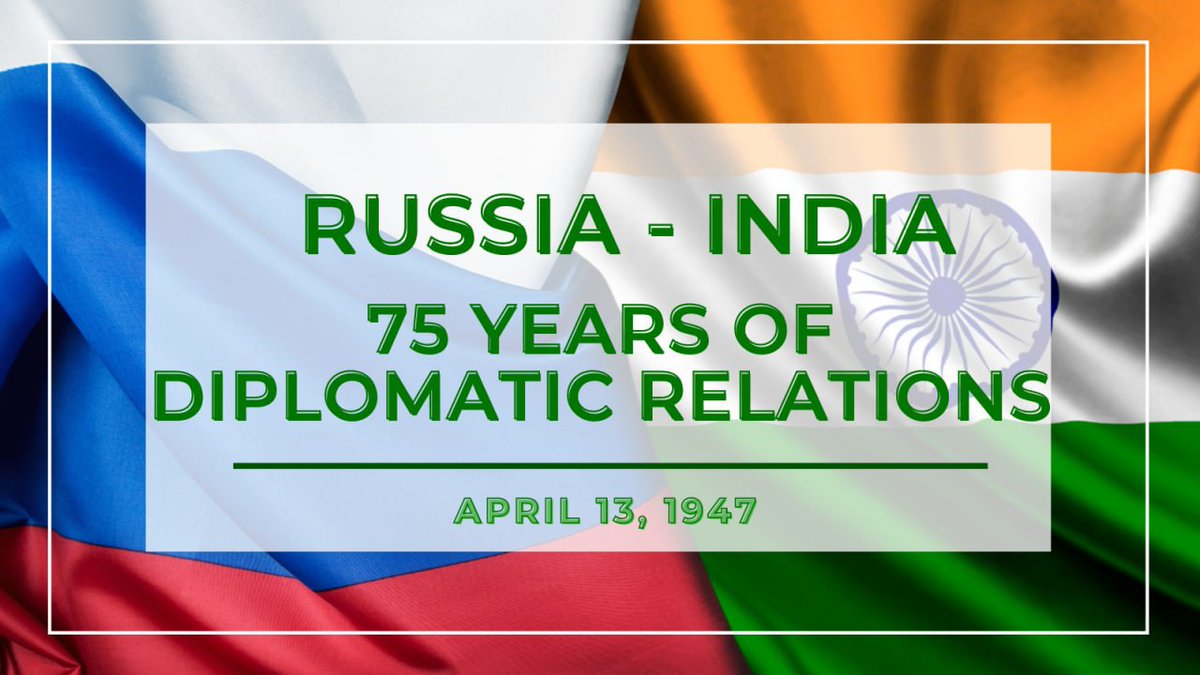 RUSSIA - INDIA
75 YEARS OF
DIPLOMATIC RELATIONS
APRIL 13, 1947